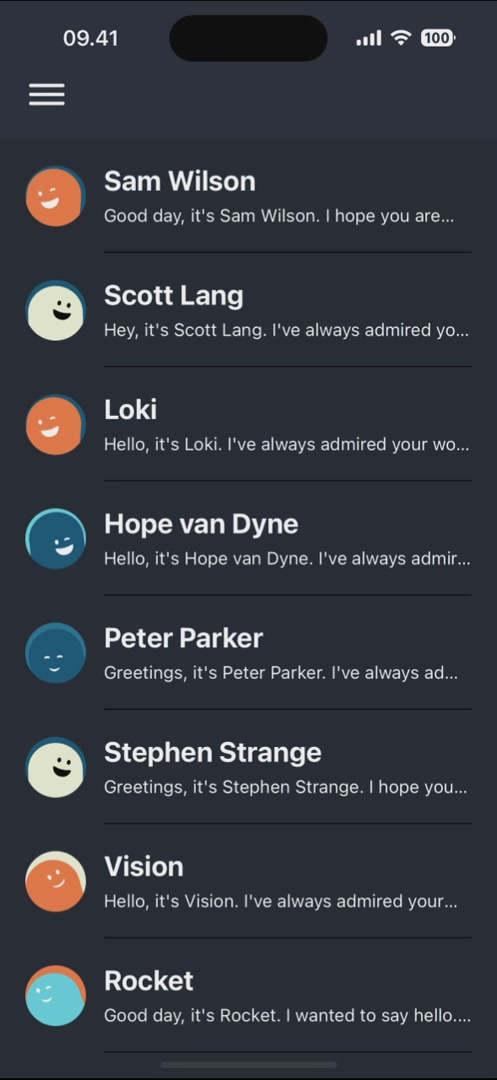 09.41
100
Sam Wilson
Good day, it's Sam Wilson. I hope you are...
Scott Lang
Hey, it's Scott Lang. I've always admired yo...
Loki
Hello, it's Loki. I've always admired your wo...
Hope van Dyne
Hello, it's Hope van Dyne. I've always admir...
Peter Parker
Greetings, it's Peter Parker. I've always ad...
Stephen Strange
Greetings, it's Stephen Strange. I hope you...
Vision
Hello, it's Vision. I've always admired your...
Rocket
Good day, it's Rocket. I wanted to say hello....